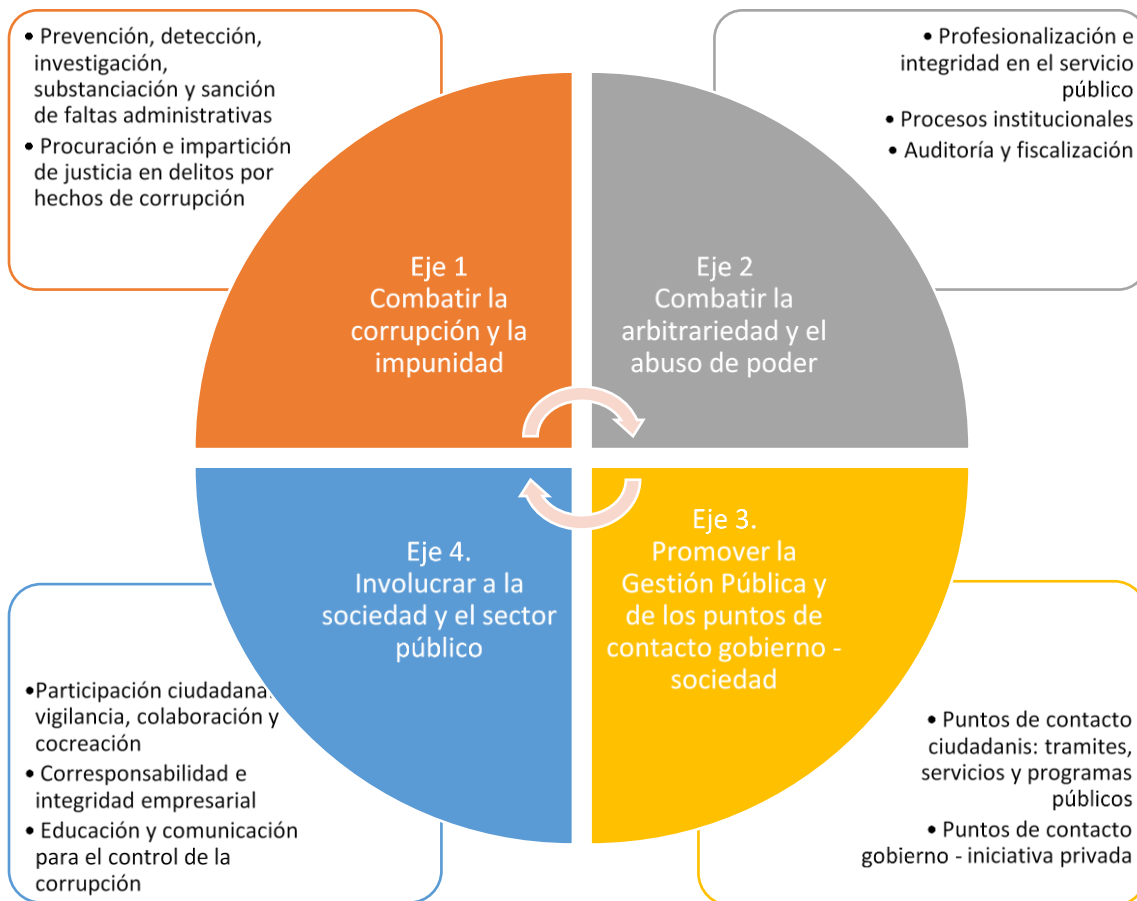 • Prevención, detección,
investigación,
substanciación y sanción
de faltas administrativas
• Procuración e impartición
de justicia en delitos por
hechos de corrupción
• Profesionalización e
integridad en el servicio
público
• Procesos institucionales
• Auditoría y fiscalización
Eje 1
Combatir la
corrupción y la
impunidad
Eje 2
Combatir la
arbitrariedad y el
abuso de poder
Eje 4.
Involucrar a la
sociedad y el sector
público
Eje 3.
Promover la
Gestión Pública y
de los puntos de
contacto gobierno -
sociedad
•Participación ciudadana:
vigilancia, colaboración y
cocreación
• Corresponsabilidad e
integridad empresarial
• Educación y comunicación
para el control de la
corrupción
• Puntos de contacto
ciudadanis: tramites,
servicios y programas
públicos
• Puntos de contacto
gobierno - iniciativa privada